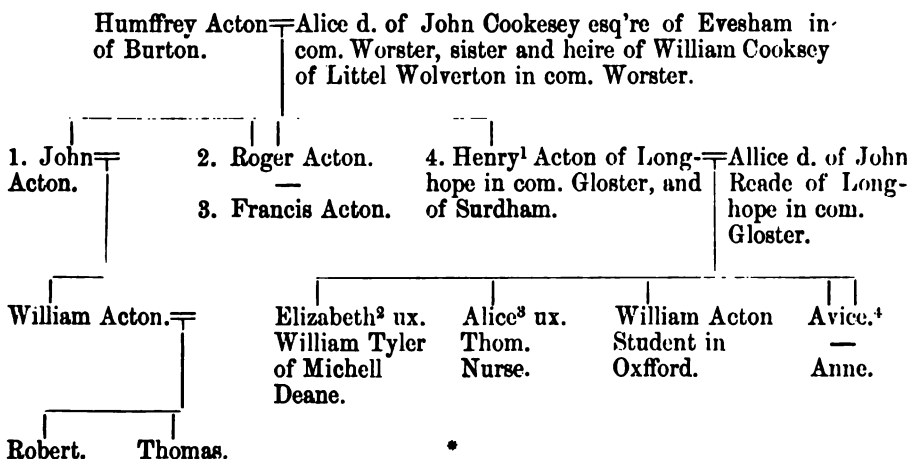 Humffrey Acton
of Burton.
Alice d. of John Cookesey esq're of Evesham in
com. Worster, sister and heire of William Cooksey
of Littel Wolverton in com. Worster.
1. John
Acton.
2. Roger Acton.
—
3. Francis Acton.
4. Henry¹ Acton of Long-
hope in com. Gloster, and
of Surdham.
Allice d. of John
Reade of Long-
hope in com.
Gloster.
William Acton.
Elizabeth² ux.
William Tyler
of Michell
Deane.
Alice³ ux.
Thom.
Nurse.
William Acton
Student in
Oxfford.
Avice.⁴
—
Anne.
Robert.
Thomas.
*